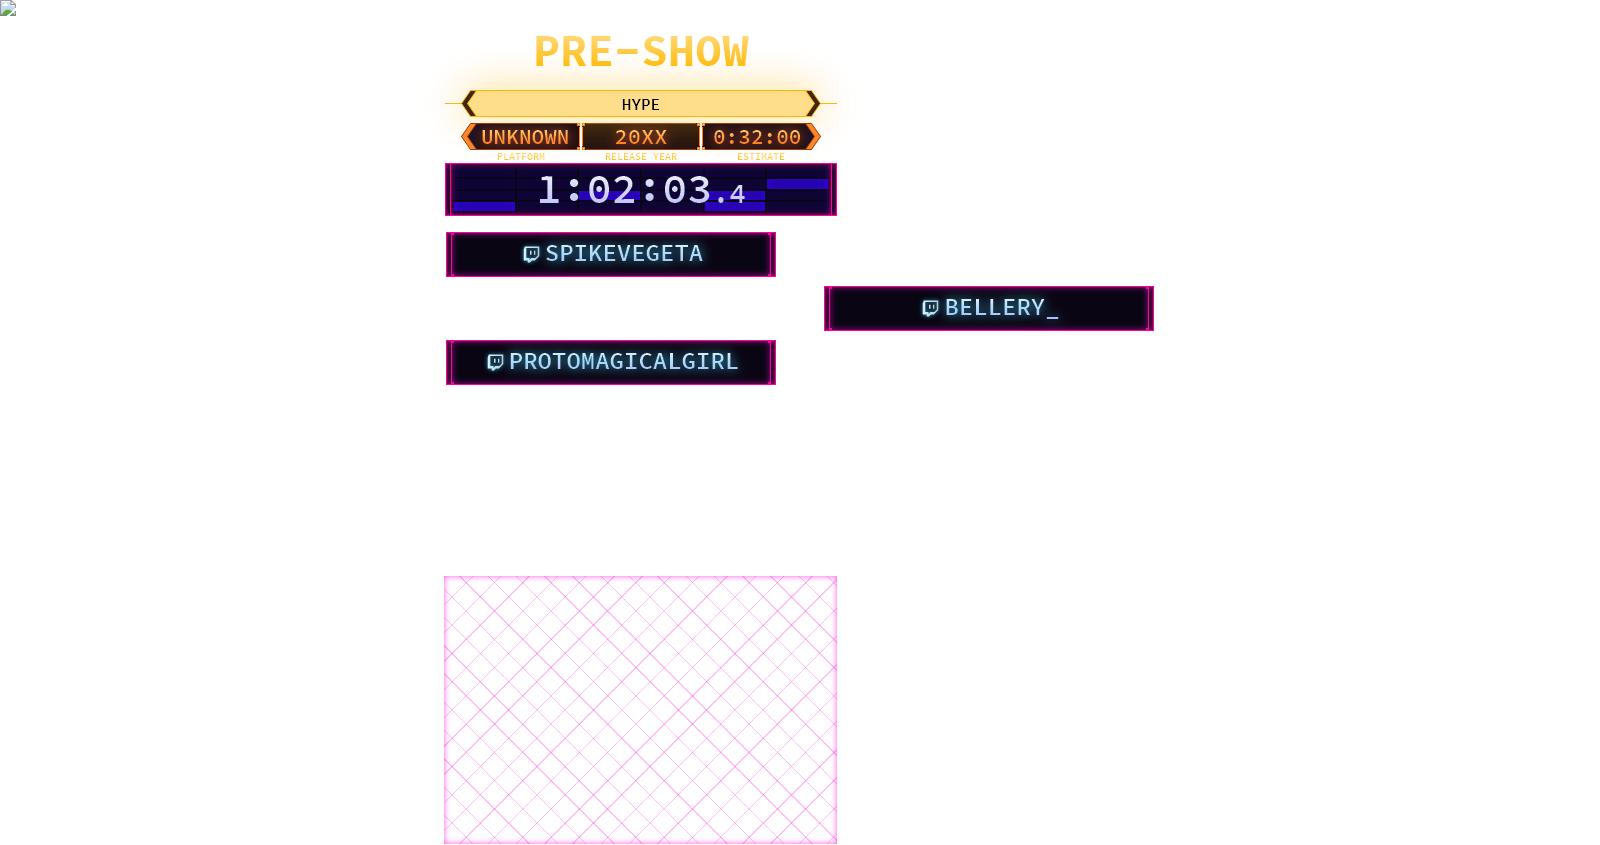 PRE-SHOW
HYPE
UNKNOWN 20XX 0:32:00
PLATFORM RELEASE YEAR ESTIMATE
1:02:03.4
SPIKEVEGETA
BELLERY_
PROTOMAGICALGIRL